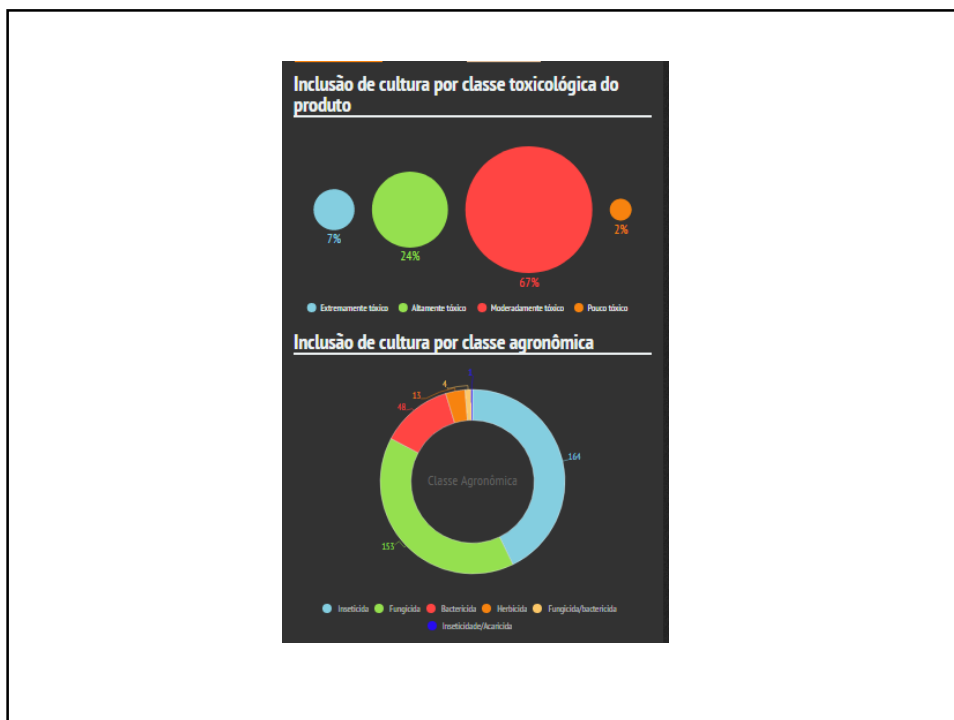 Inclusão de cultura por classe toxicológica do
produto
7%
24%
67%
2%
Extremamente tóxico Altamente tóxico Moderadamente tóxico Pouco tóxico
Inclusão de cultura por classe agronômica
4
13
48
164
Classe Agronômica
153
Inseticida Fungicida Bactericida Herbicida Fungicida/bactericida
Inseticidade/Acaricida